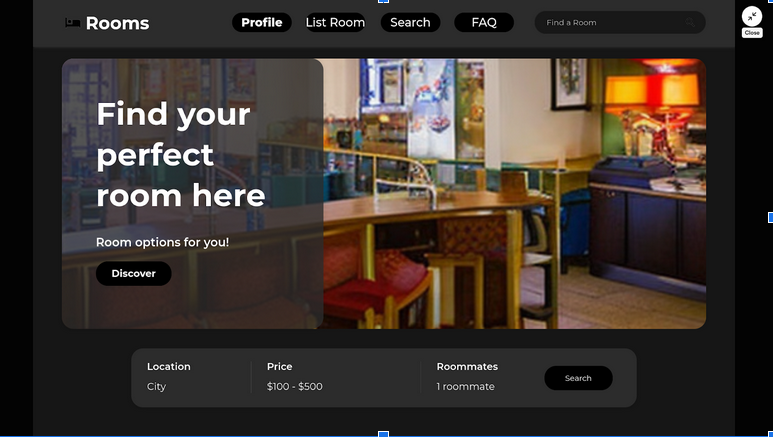 Rooms
Profile
List Room
Search
FAQ
Find a Room
Close
Find your
perfect
room here
Room options for you!
Discover
Location
Price
Roommates
City
$100 - $500
1 roommate
Search